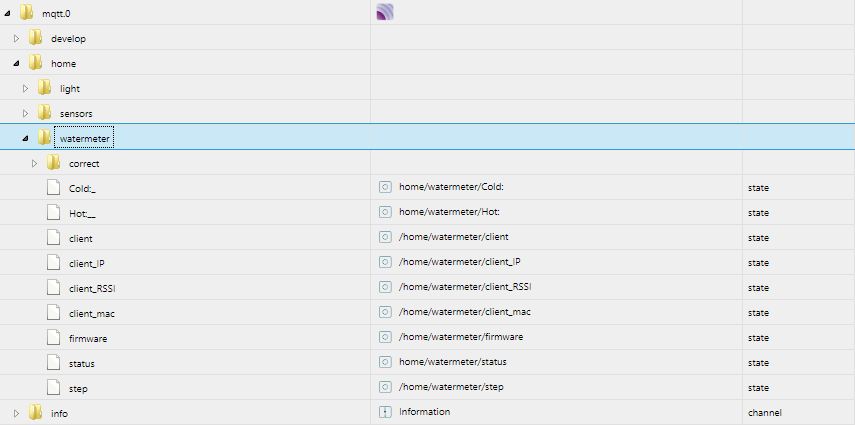 mqtt.0
develop
home
light
sensors
watermeter
correct
Cold:_ home/watermeter/Cold: state
Hot:__ home/watermeter/Hot: state
client /home/watermeter/client state
client_IP /home/watermeter/client_IP state
client_RSSI /home/watermeter/client_RSSI state
client_mac /home/watermeter/client_mac state
firmware /home/watermeter/firmware state
status home/watermeter/status state
step /home/watermeter/step state
info Information channel